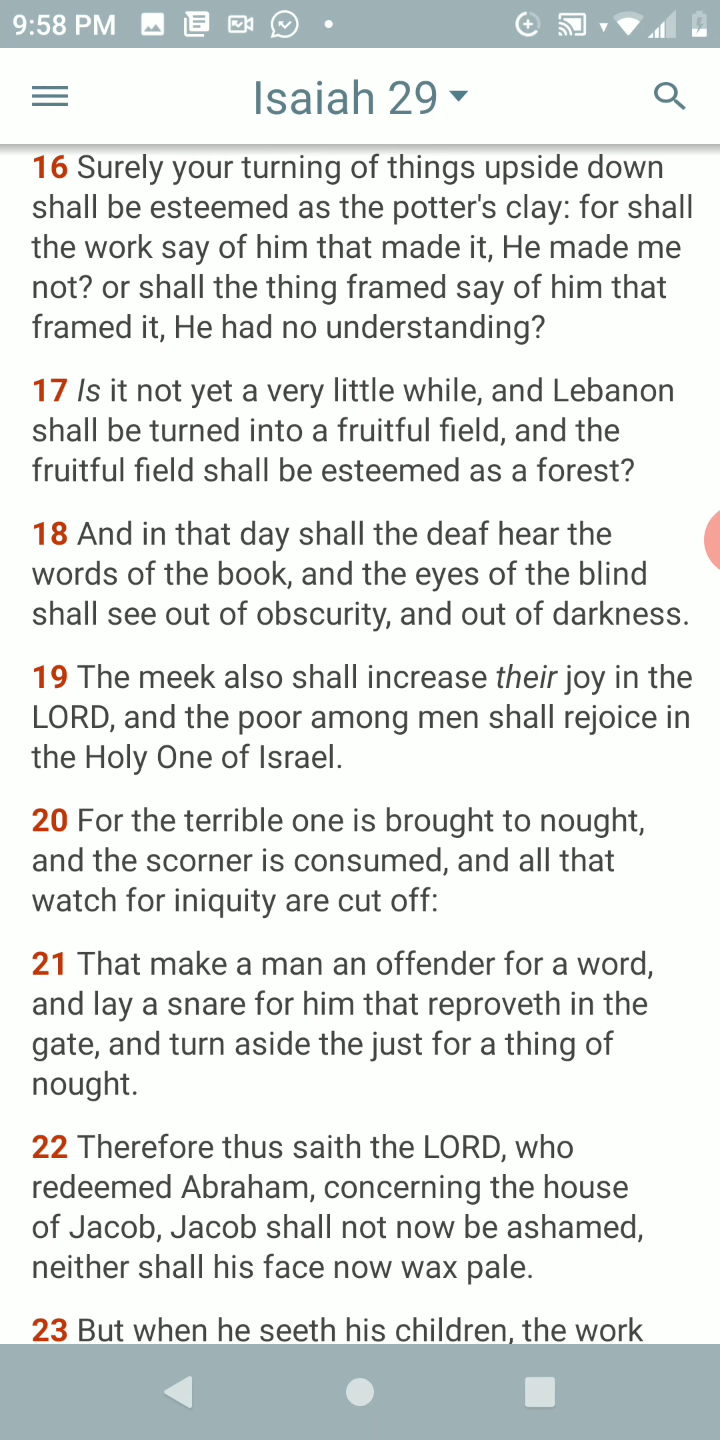 9:58 PM
Isaiah 29
16 Surely your turning of things upside down
shall be esteemed as the potter's clay: for shall
the work say of him that made it, He made me
not? or shall the thing framed say of him that
framed it, He had no understanding?
17 Is it not yet a very little while, and Lebanon
shall be turned into a fruitful field, and the
fruitful field shall be esteemed as a forest?
18 And in that day shall the deaf hear the
words of the book, and the eyes of the blind
shall see out of obscurity, and out of darkness.
19 The meek also shall increase their joy in the
LORD, and the poor among men shall rejoice in
the Holy One of Israel.
20 For the terrible one is brought to nought,
and the scorner is consumed, and all that
watch for iniquity are cut off:
21 That make a man an offender for a word,
and lay a snare for him that reproveth in the
gate, and turn aside the just for a thing of
nought.
22 Therefore thus saith the LORD, who
redeemed Abraham, concerning the house
of Jacob, Jacob shall not now be ashamed,
neither shall his face now wax pale.
23 But when he seeth his children, the work